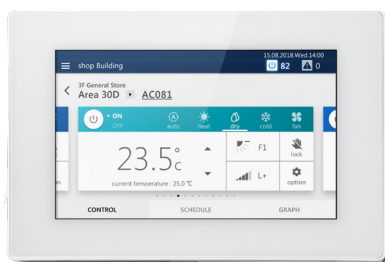 15.08.2018.Wed.14:00
shop Building
82
0
3F General Store
Area 30D
AC081
ON
OFF
auto
heat
dry
cold
fan
23.5°c
current temperature : 25.0 ℃
F1
L+
lock
option
CONTROL
SCHEDULE
GRAPH